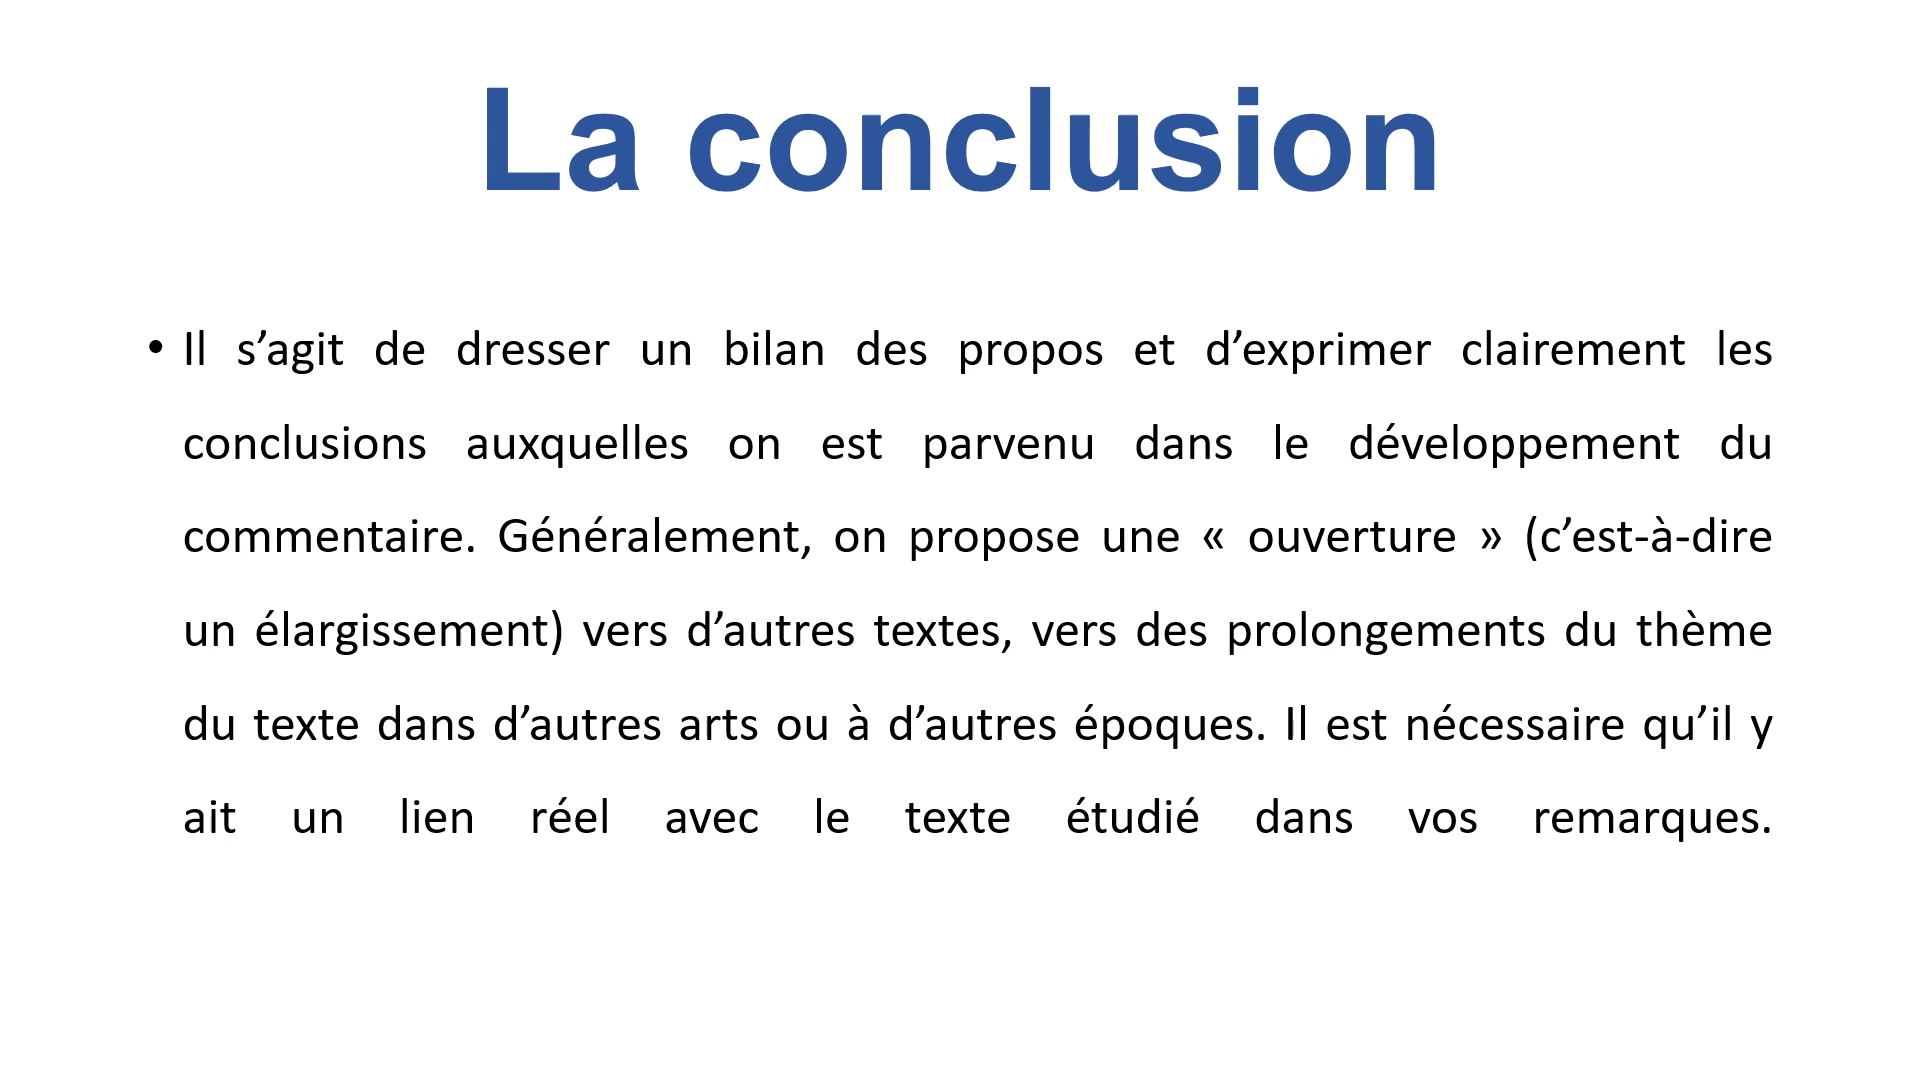 La conclusion
• Il s’agit de dresser un bilan des propos et d’exprimer clairement les
conclusions auxquelles on est parvenu dans le développement du
commentaire. Généralement, on propose une « ouverture » (c’est-à-dire
un élargissement) vers d’autres textes, vers des prolongements du thème
du texte dans d’autres arts ou à d’autres époques. Il est nécessaire qu’il y
ait un lien réel avec le texte étudié dans vos remarques.